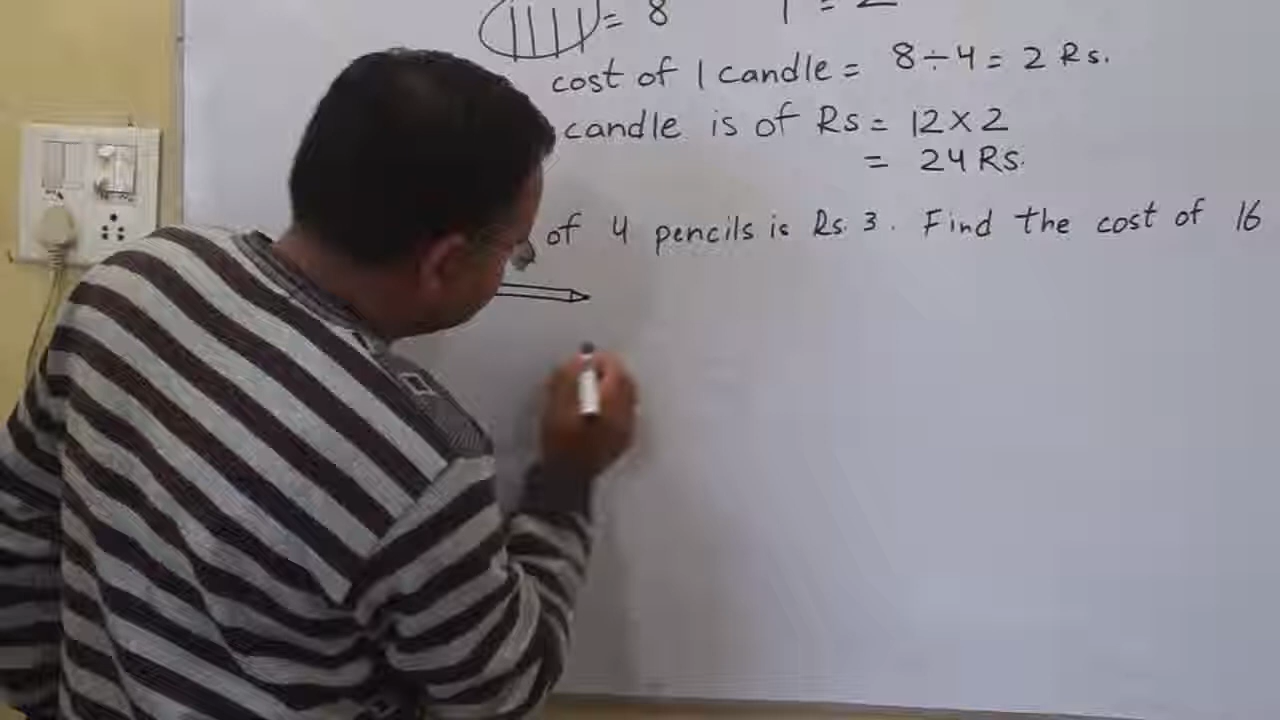 = 8 1 = 2
cost of 1 candle = 8 ÷ 4 = 2 Rs.
candle is of Rs = 12 × 2
= 24 Rs.
of 4 pencils is Rs. 3. Find the cost of 16